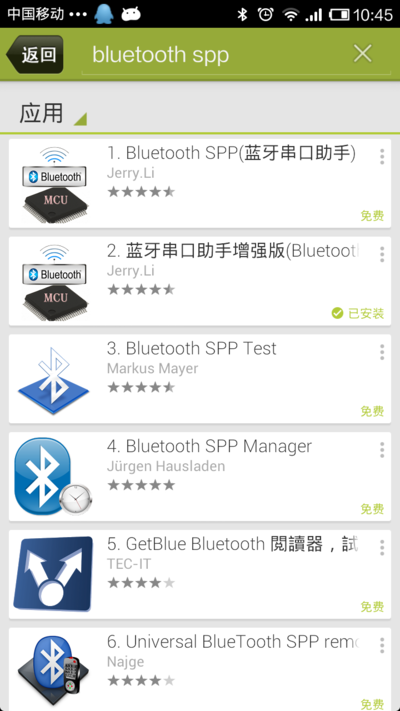 中国移动 10:45
返回 bluetooth spp
应用
Bluetooth
MCU
1. Bluetooth SPP(蓝牙串口助手)
Jerry.Li
免费
Bluetooth
MCU
2. 蓝牙串口助手增强版(Bluetooth
Jerry.Li
已安装
3. Bluetooth SPP Test
Markus Mayer
免费
4. Bluetooth SPP Manager
Jürgen Hausladen
免费
5. GetBlue Bluetooth 閱讀器，試
TEC-IT
免费
6. Universal BlueTooth SPP rem
Najge
免费